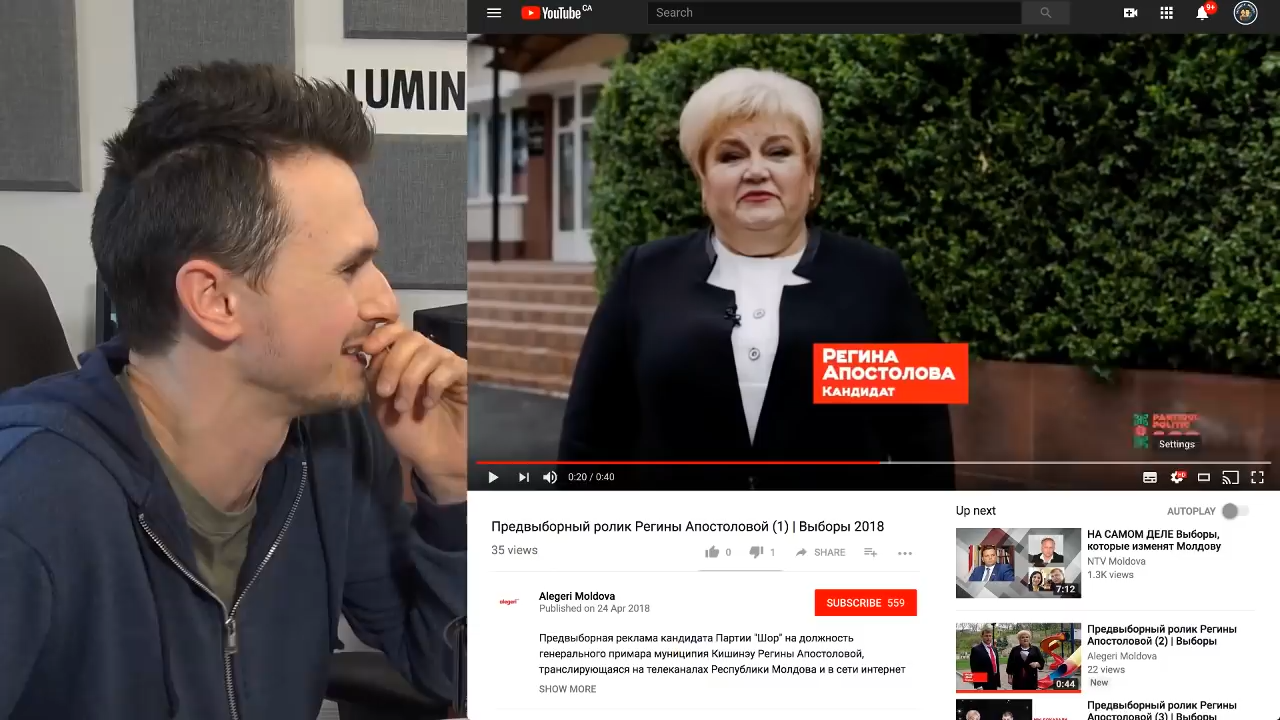 LUMIN
YouTube CA
Search
9+
РЕГИНА
АПОСТОЛОВА
КАНДИДАТ
PARTIDUL
POLITIC
Settings
0:20 / 0:40
HD
Предвыборный ролик Регины Апостоловой (1) | Выборы 2018
35 views
0
1
SHARE
alegeri
Alegeri Moldova
Published on 24 Apr 2018
SUBSCRIBE 559
Предвыборная реклама кандидата Партии "Шор" на должность
генерального примара муниципия Кишинэу Регины Апостоловой,
транслирующаяся на телеканалах Республики Молдова и в сети интернет
SHOW MORE
Up next
AUTOPLAY
НА САМОМ ДЕЛЕ Выборы,
которые изменят Молдову
NTV Moldova
1.3K views
7:12
Предвыборный ролик Регины
Апостоловой (2) | Выборы
Alegeri Moldova
22 views
New
0:44
Предвыборный ролик Регины
Апостоловой (3) | Выборы